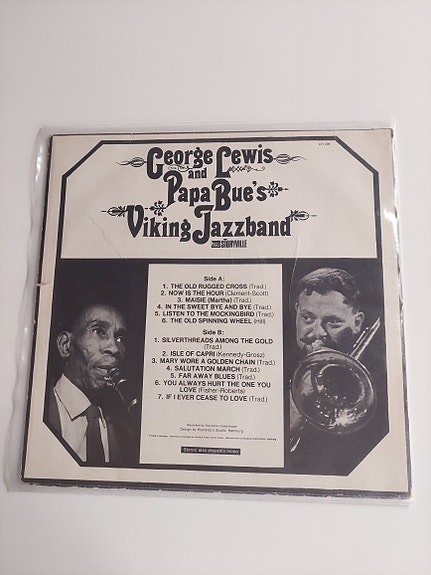 George Lewis
and
Papa Bue's
Viking Jazzband
STORYVILLE
Side A:
1. THE OLD RUGGED CROSS (Trad.)
2. NOW IS THE HOUR (Clement-Scott)
3. MAISIE (Martha) (Trad.)
4. IN THE SWEET BYE AND BYE (Trad.)
5. LISTEN TO THE MOCKINGBIRD (Trad.)
6. THE OLD SPINNING WHEEL (Hill)
Side B:
1. SILVERTHREADS AMONG THE GOLD
(Trad.)
2. ISLE OF CAPRI (Kennedy-Grosz)
3. MARY WORE A GOLDEN CHAIN (Trad.)
4. SALUTATION MARCH (Trad.)
5. FAR AWAY BLUES (Trad.)
6. YOU ALWAYS HURT THE ONE YOU
LOVE (Fisher-Roberts)
7. IF I EVER CEASE TO LOVE (Trad.)
Stereo also playable mono